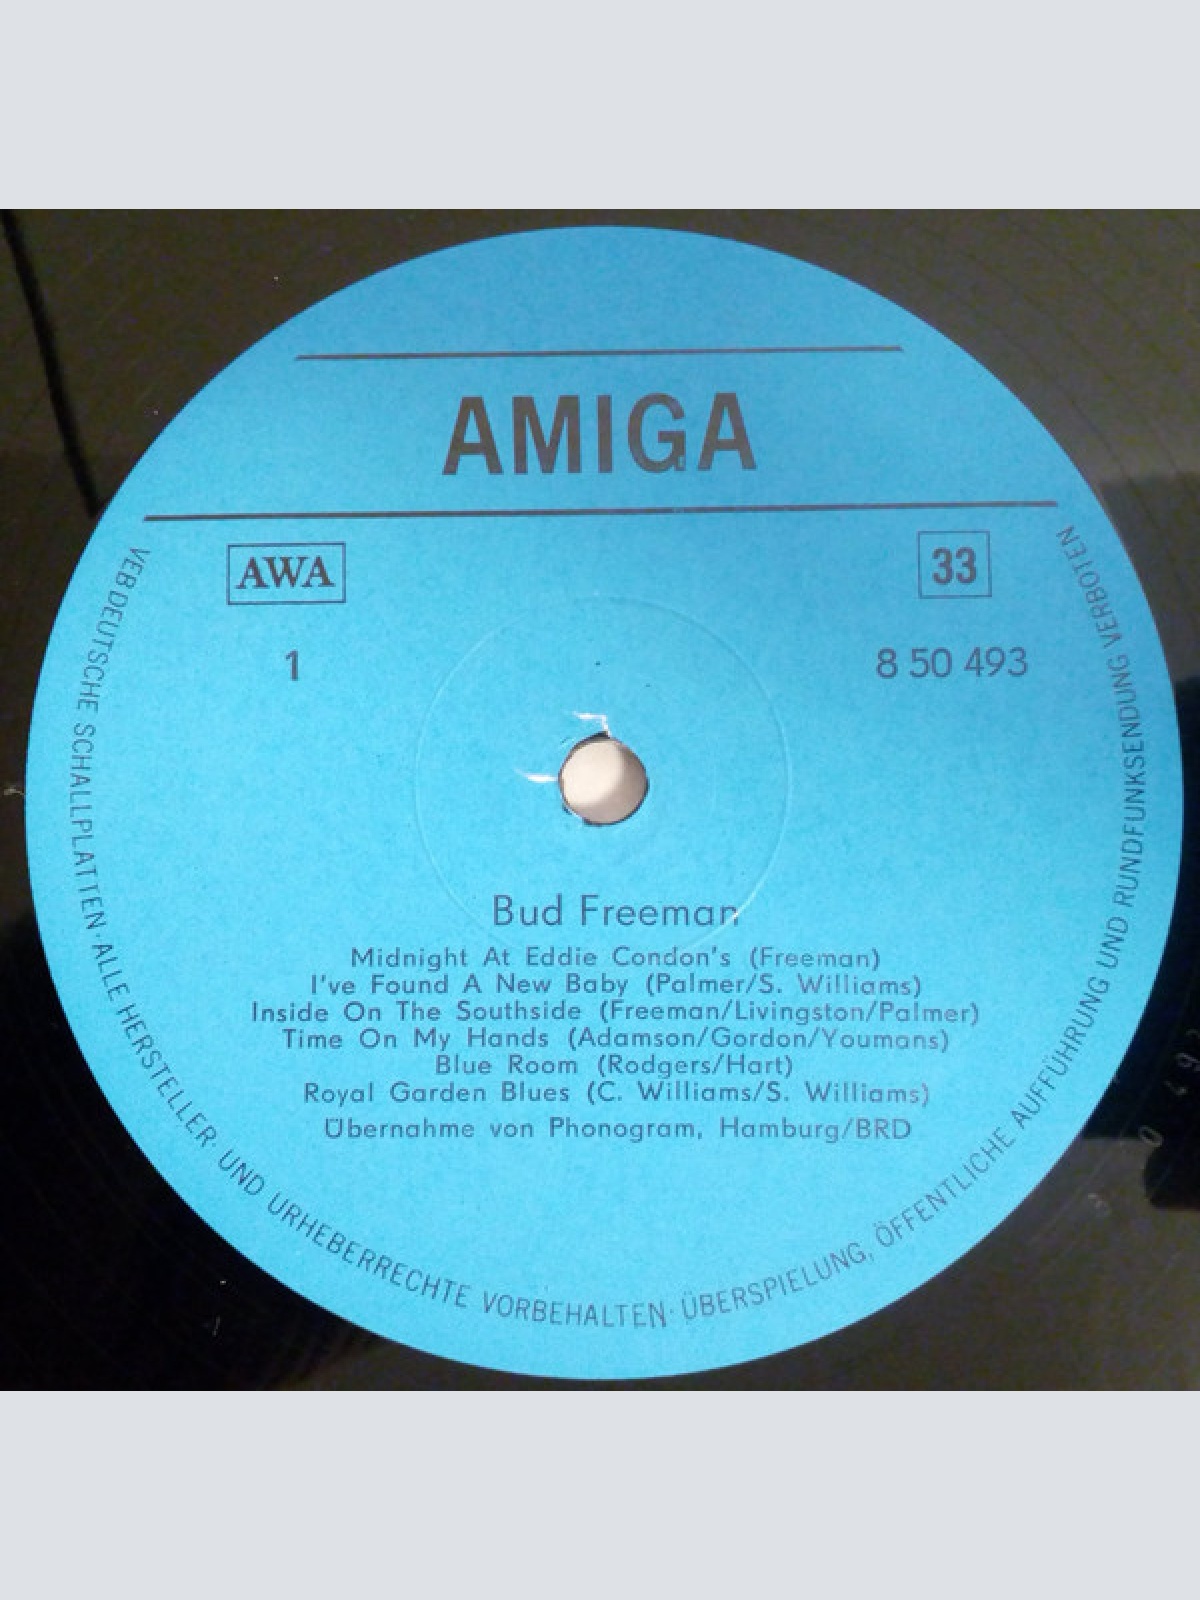 AMIGA
AWA
33
1
8 50 493
Bud Freeman
Midnight At Eddie Condon's (Freeman)
I've Found A New Baby (Palmer/S. Williams)
Inside On The Southside (Freeman/Livingston/Palmer)
Time On My Hands (Adamson/Gordon/Youmans)
Blue Room (Rodgers/Hart)
Royal Garden Blues (C. Williams/S. Williams)
Übernahme von Phonogram, Hamburg/BRD
VEB DEUTSCHE SCHALLPLATTEN · ALLE HERSTELLER- UND URHEBERRECHTE VORBEHALTEN · ÜBERSPIELUNG, ÖFFENTLICHE AUFFÜHRUNG UND RUNDFUNKSENDUNG VERBOTEN